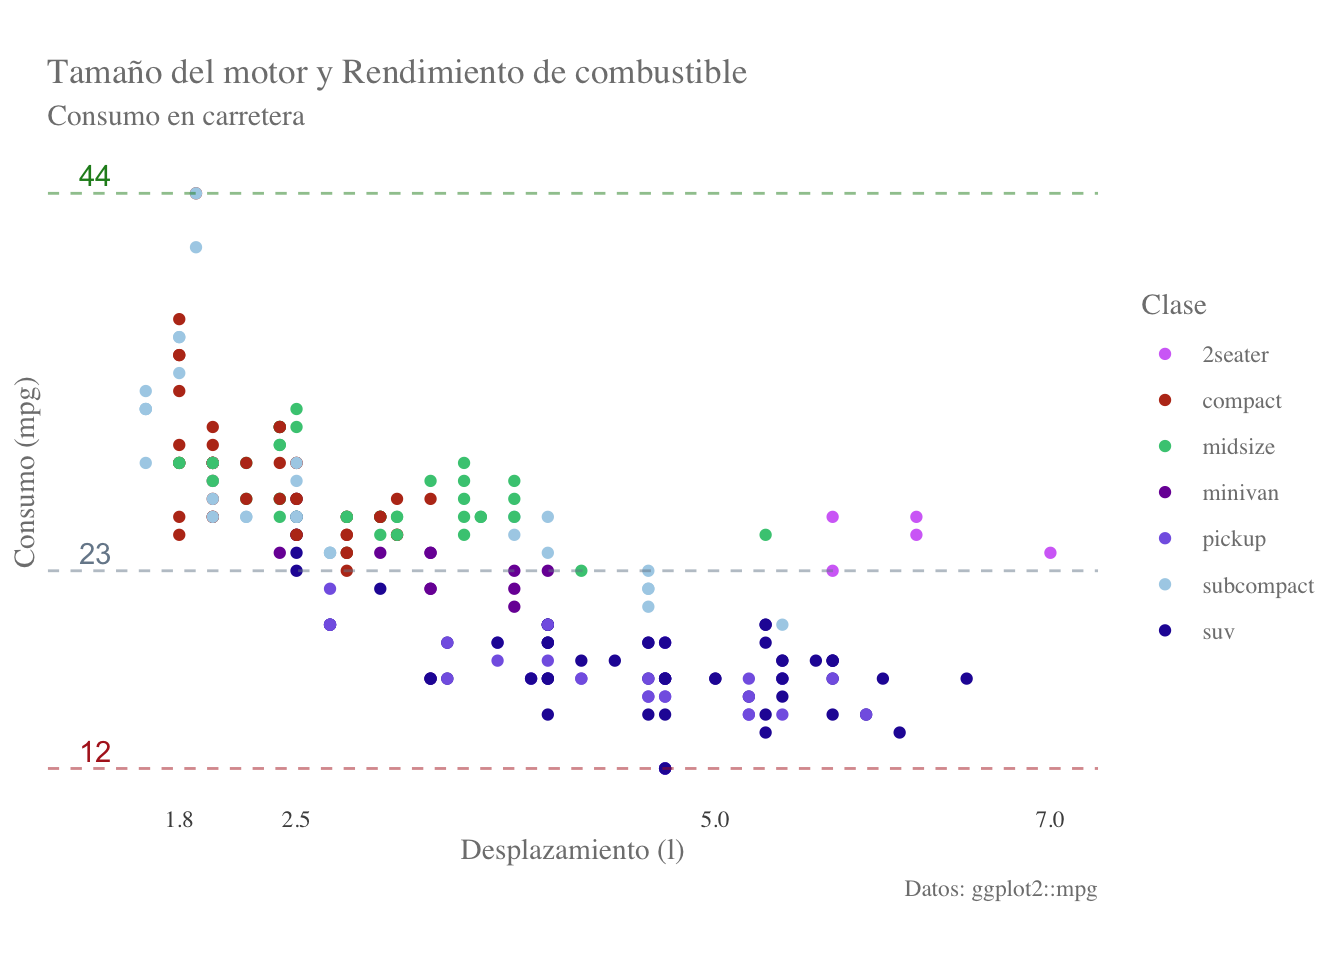 Tamaño del motor y Rendimiento de combustible
Consumo en carretera
44
23
12
Consumo (mpg)
1.8 2.5 5.0 7.0
Desplazamiento (l)
Datos: ggplot2::mpg
Clase
2seater
compact
midsize
minivan
pickup
subcompact
suv